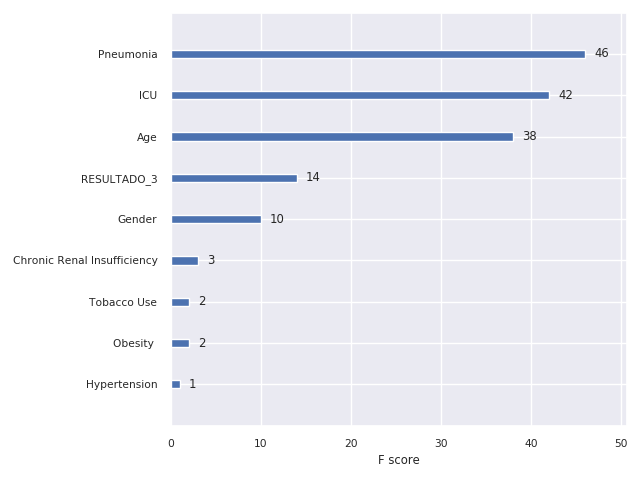 Pneumonia 46
ICU 42
Age 38
RESULTADO_3 14
Gender 10
Chronic Renal Insufficiency 3
Tobacco Use 2
Obesity 2
Hypertension 1
0 10 20 30 40 50
F score